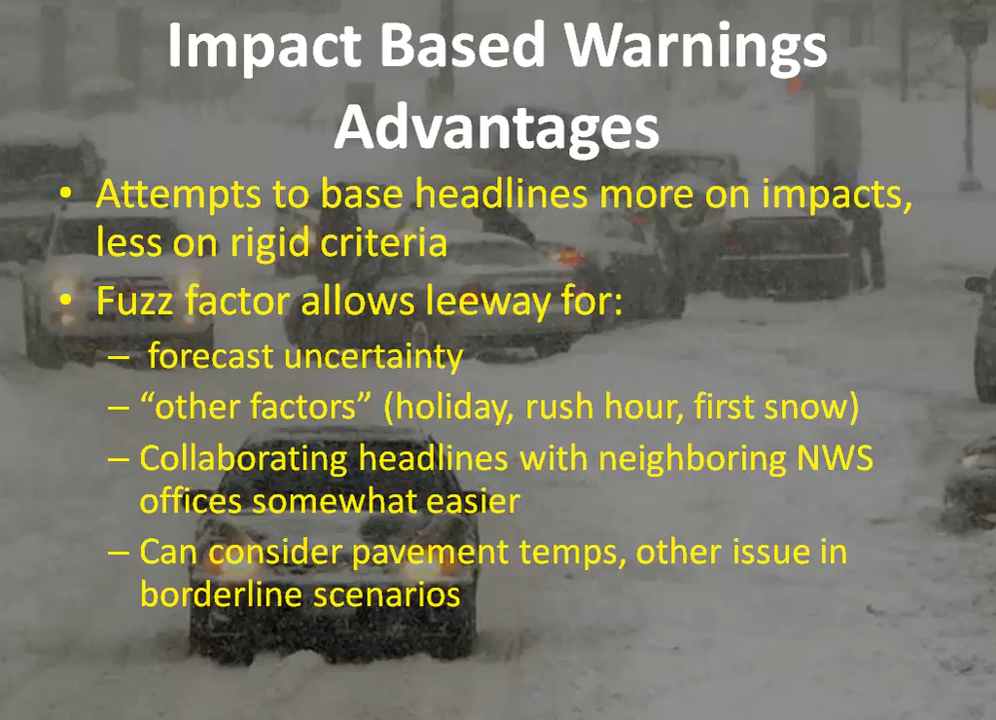 Impact Based Warnings
Advantages
• Attempts to base headlines more on impacts,
less on rigid criteria
• Fuzz factor allows leeway for:
– forecast uncertainty
– “other factors” (holiday, rush hour, first snow)
– Collaborating headlines with neighboring NWS
offices somewhat easier
– Can consider pavement temps, other issue in
borderline scenarios